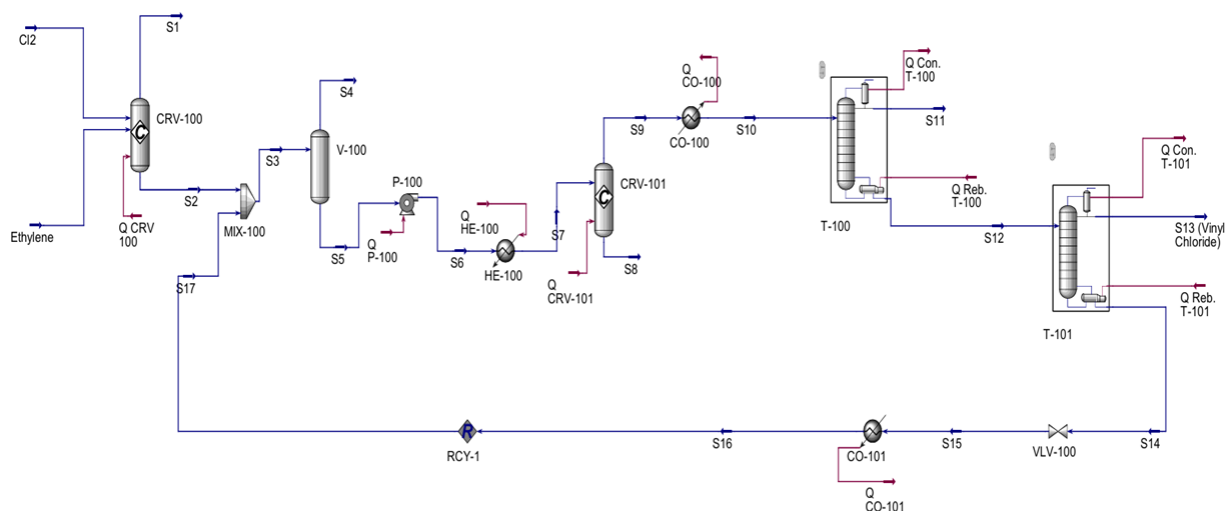 Cl2
S1
CRV-100
Ethylene
Q CRV
100
S2
S17
MIX-100
S3
S4
V-100
S5
P-100
Q
P-100
S6
Q
HE-100
HE-100
S7
Q
CRV-101
S9
CRV-101
S8
Q
CO-100
CO-100
S10
Q Con.
T-100
S11
Q Reb.
T-100
T-100
S12
Q Con.
T-101
S13 (Vinyl
Chloride)
Q Reb.
T-101
T-101
S14
VLV-100
S15
CO-101
Q
CO-101
S16
R
RCY-1
C
C